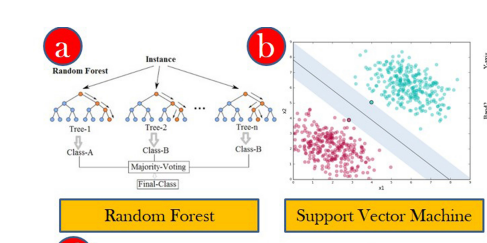 a
Instance
Random Forest
Tree-1
Tree-2
Tree-n
Class-A
Class-B
Class-B
Majority-Voting
Final-Class
Random Forest
b
x2
x1
Support Vector Machine